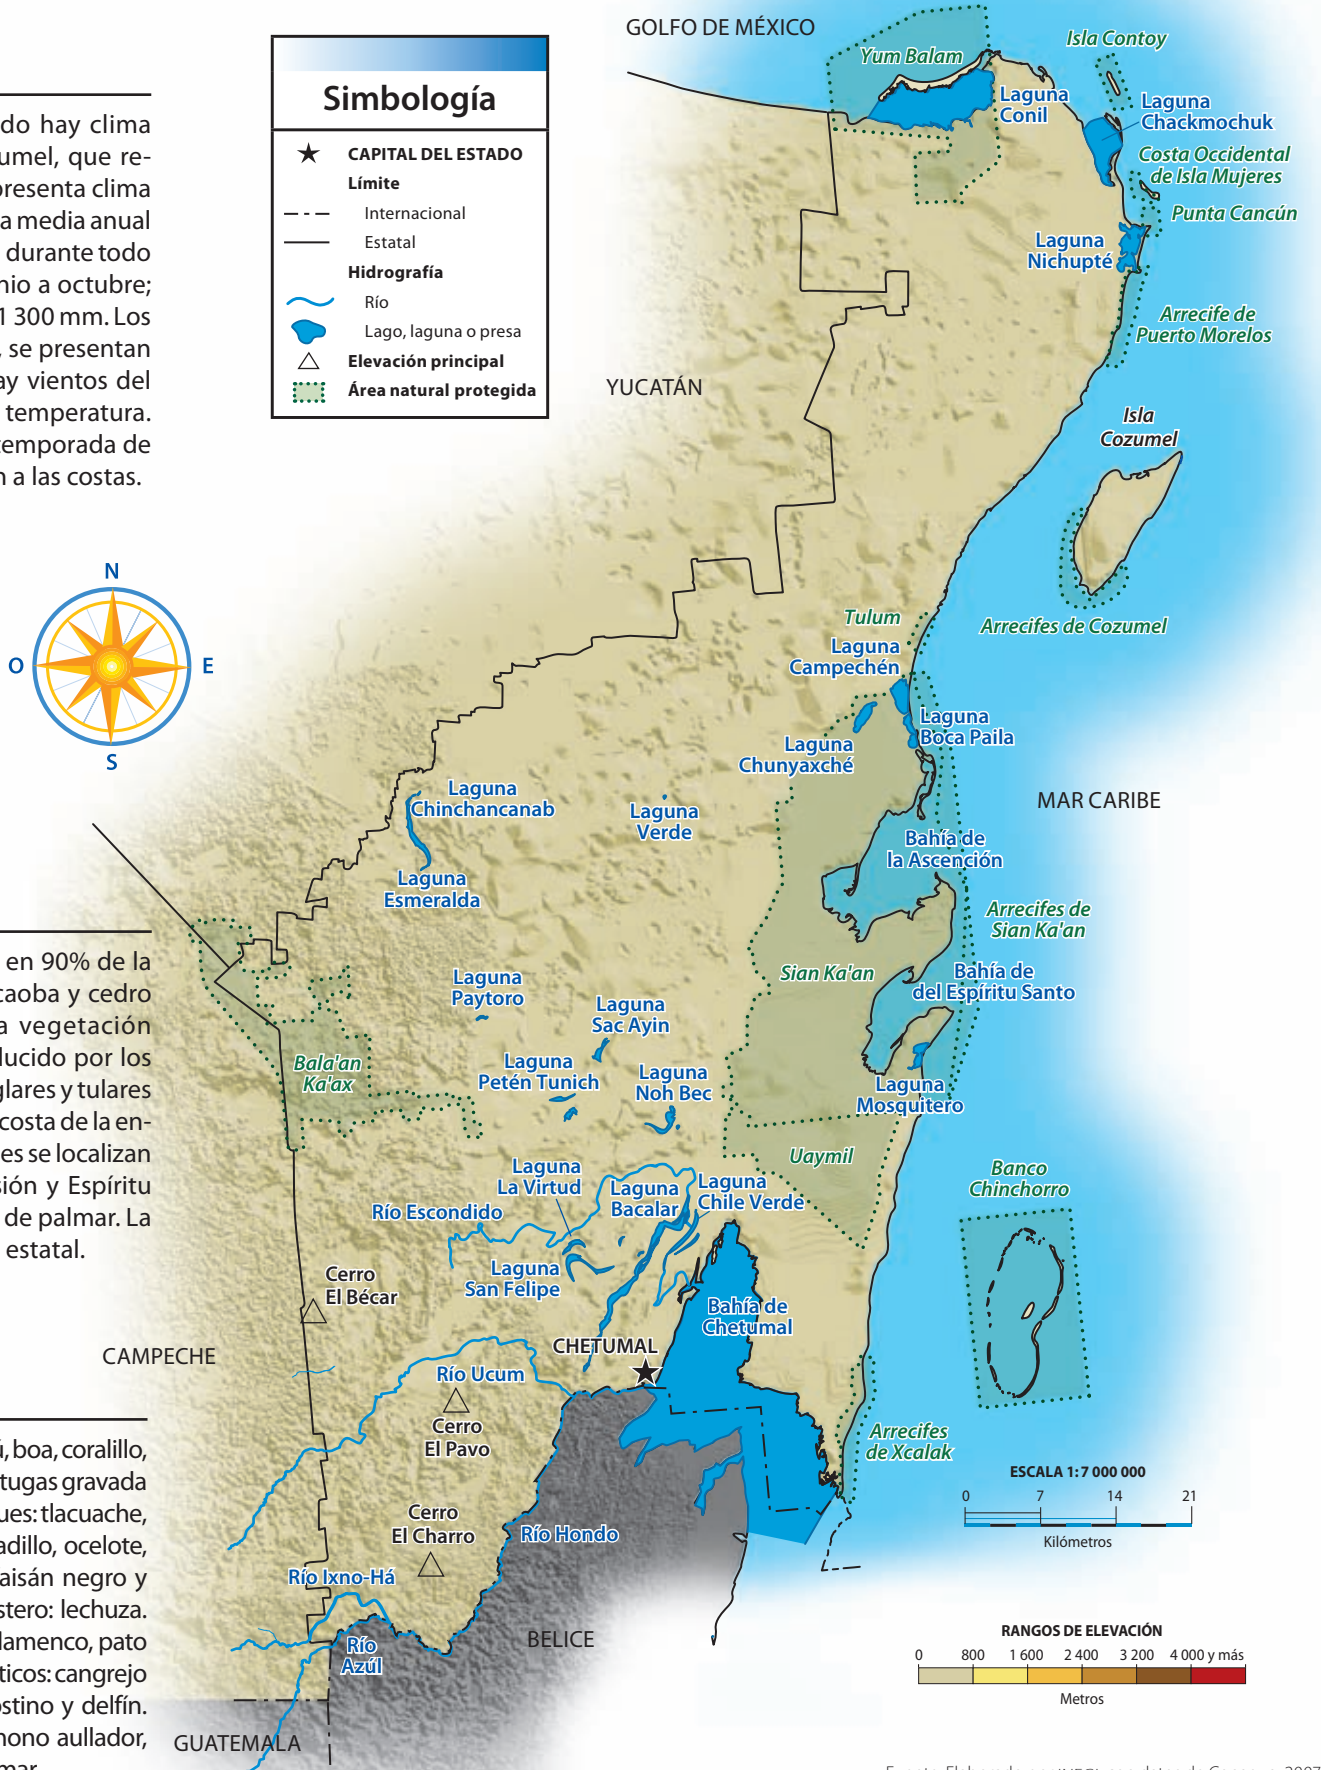 do hay clima
umel, que re-
presenta clima
a media anual
durante todo
nio a octubre;
1 300 mm. Los
, se presentan
ay vientos del
temperatura.
temporada de
n a las costas.
en 90% de la
caoba y cedro
a vegetación
ducido por los
glares y tulares
costa de la en-
es se localizan
sión y Espíritu
de palmar. La
estatal.
í, boa, coralillo,
tugas gravada
ues: tlacuache,
adillo, ocelote,
aisán negro y
stero: lechuza.
lamenco, pato
ticos: cangrejo
ostino y delfín.
nono aullador,
Simbología
CAPITAL DEL ESTADO
Límite
Internacional
Estatal
Hidrografía
Río
Lago, laguna o presa
Elevación principal
Área natural protegida
N
O
E
S
GOLFO DE MÉXICO
Yum Balam
Isla Contoy
Laguna
Conil
Laguna
Chackmochuk
Costa Occidental
de Isla Mujeres
Punta Cancún
Laguna
Nichupté
Arrecife de
Puerto Morelos
YUCATÁN
Isla
Cozumel
Tulum
Arrecifes de Cozumel
Laguna
Campechén
Laguna
Boca Paila
Laguna
Chunyaxché
Laguna
Chinchancanab
Laguna
Verde
MAR CARIBE
Bahía de
la Ascención
Laguna
Esmeralda
Arrecifes de
Sian Ka'an
Sian Ka'an
Bahía de
del Espíritu Santo
Laguna
Paytoro
Laguna
Sac Ayin
Bala'an
Ka'ax
Laguna
Petén Tunich
Laguna
Noh Bec
Laguna
Mosquitero
Uaymil
Laguna
La Virtud
Laguna
Bacalar
Laguna
Chile Verde
Banco
Chinchorro
Río Escondido
Laguna
San Felipe
Cerro
El Bécar
Bahía de
Chetumal
CHETUMAL
CAMPECHE
Río Ucum
Cerro
El Pavo
Arrecifes
de Xcalak
Cerro
El Charro
Río Hondo
Río Ixno-Há
Río
Azúl
BELICE
GUATEMALA
ESCALA 1: 7 000 000
0 7 14 21
Kilómetros
RANGOS DE ELEVACIÓN
0 800 1 600 2 400 3 200 4 000 y más
Metros